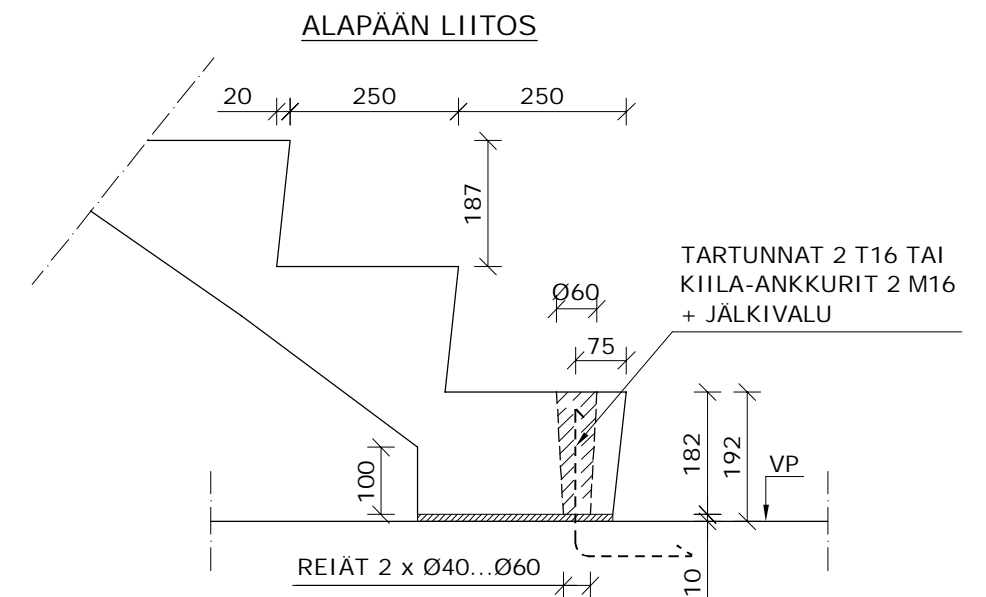 ALAPÄÄN LIITOS
20
250
250
187
TARTUNNAT 2 T16 TAI
KIILA-ANKKURIT 2 M16
+ JÄLKIVALU
Ø60
75
182
192
VP
100
REIÄT 2 x Ø40...Ø60
10